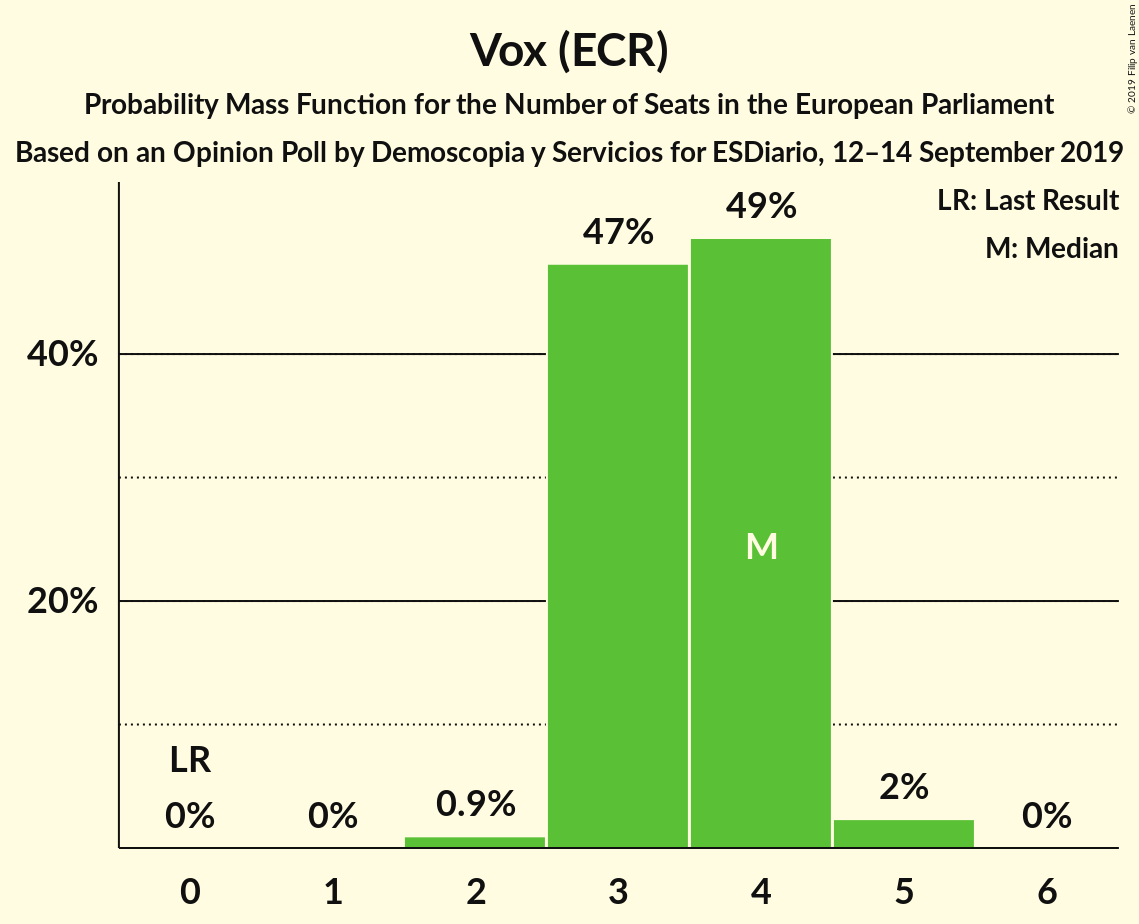 Vox (ECR)
Probability Mass Function for the Number of Seats in the European Parliament
Based on an Opinion Poll by Demoscopia y Servicios for ESDiario, 12–14 September 2019
© 2019 Filip van Laenen
LR: Last Result
M: Median
49%
47%
40%
M
20%
LR
0%
0%
0.9%
2%
0%
0 1 2 3 4 5 6